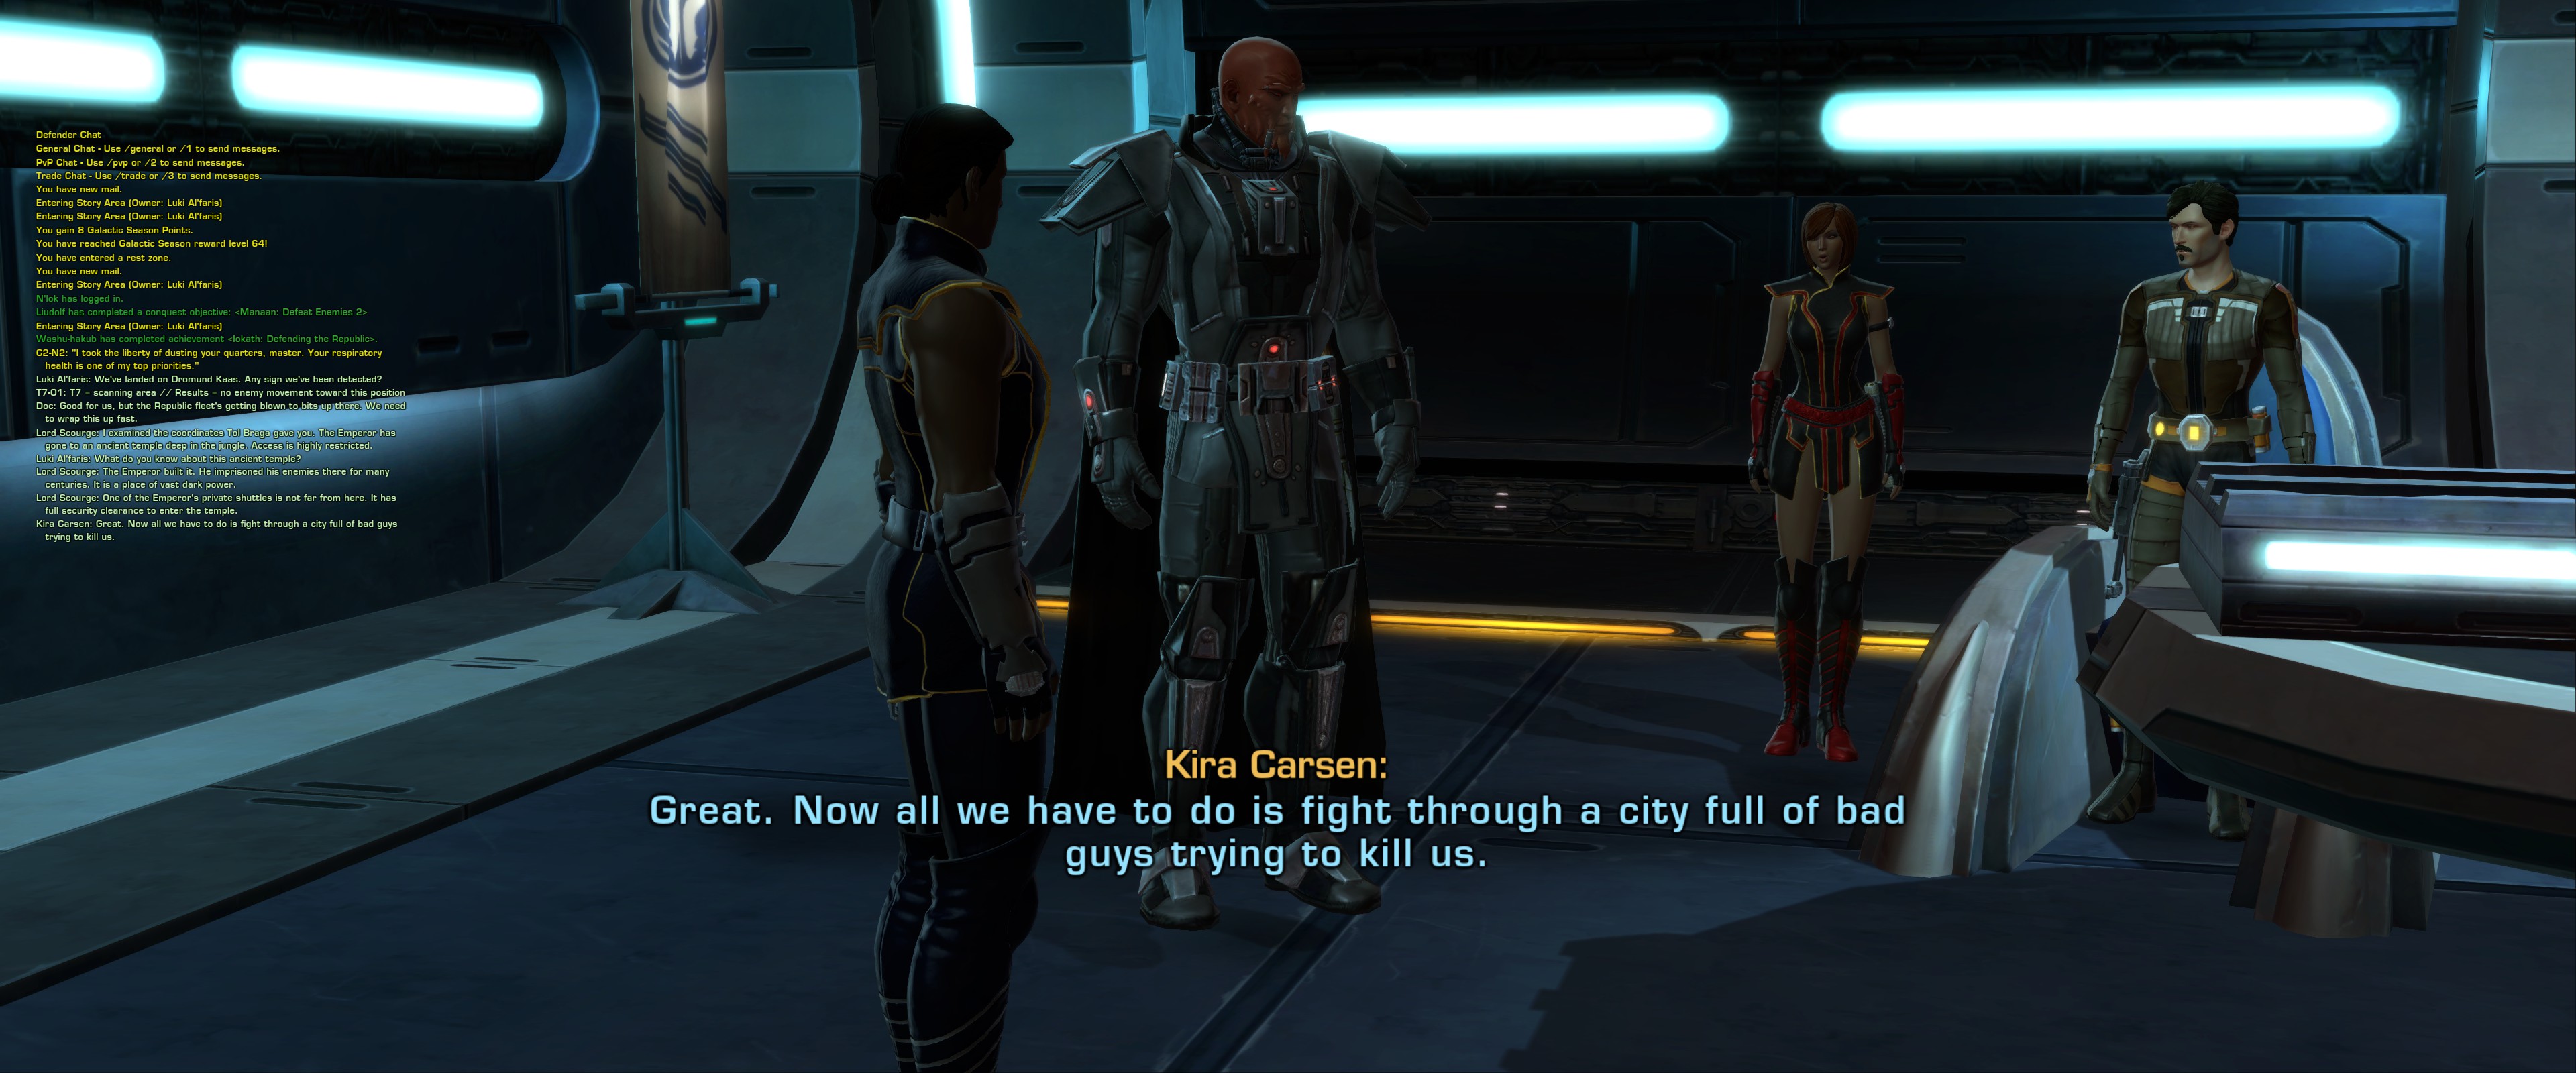 Defender Chat
General Chat - Use /general or /1 to send messages.
PvP Chat - Use /pvp or /2 to send messages.
Trade Chat - Use /trade or /3 to send messages.
You have new mail.
Entering Story Area (Owner: Luki Al'faris)
Entering Story Area (Owner: Luki Al'faris)
You gain 8 Galactic Season Points.
You have reached Galactic Season reward level 64!
You have entered a rest zone.
You have new mail.
Entering Story Area (Owner: Luki Al'faris)
N'lok has logged in.
Liudolf has completed a conquest objective: <Manaan: Defeat Enemies 2>
Entering Story Area (Owner: Luki Al'faris)
Washu-hakub has completed achievement <Iokath: Defending the Republic>.
C2-N2: "I took the liberty of dusting your quarters, master. Your respiratory
health is one of my top priorities."
Luki Al'faris: We've landed on Dromund Kaas. Any sign we've been detected?
T7-O1: T7 = scanning area // Results = no enemy movement toward this position
Doc: Good for us, but the Republic fleet's getting blown to bits up there. We need
to wrap this up fast.
Lord Scourge: I examined the coordinates Tol Braga gave you. The Emperor has
gone to an ancient temple deep in the jungle. Access is highly restricted.
Luki Al'faris: What do you know about this ancient temple?
Lord Scourge: The Emperor built it. He imprisoned his enemies there for many
centuries. It is a place of vast dark power.
Lord Scourge: One of the Emperor's private shuttles is not far from here. It has
full security clearance to enter the temple.
Kira Carsen: Great. Now all we have to do is fight through a city full of bad guys
trying to kill us.
Kira Carsen:
Great. Now all we have to do is fight through a city full of bad
guys trying to kill us.